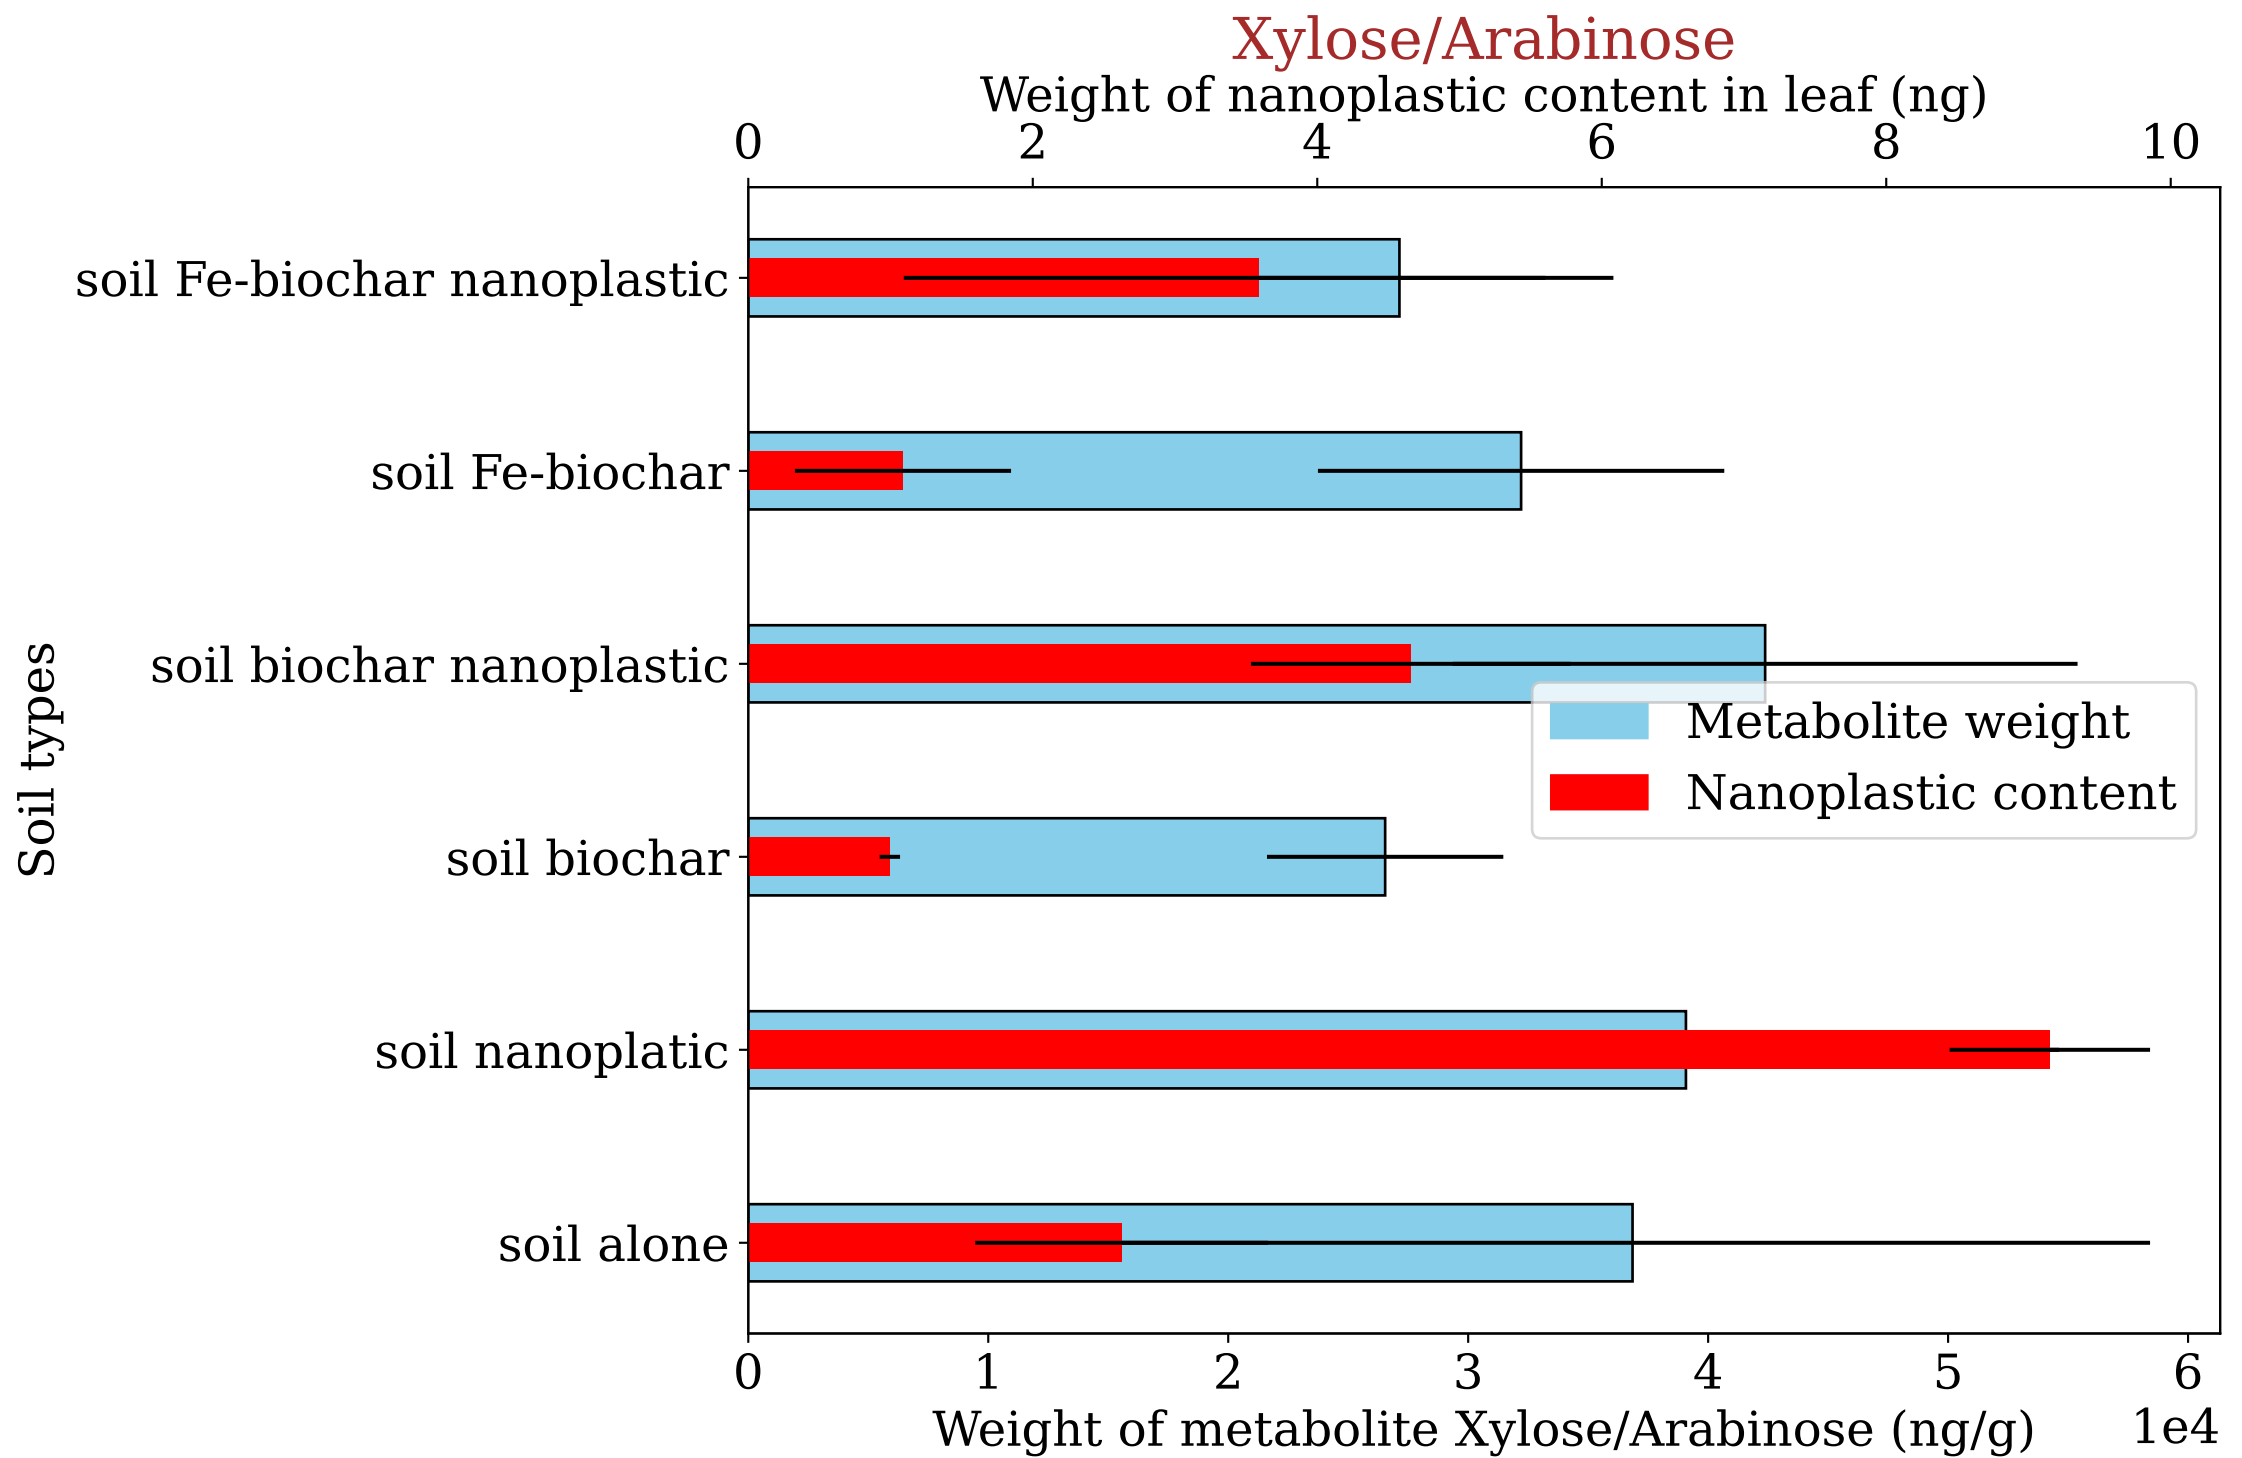 Xylose/Arabinose
Weight of nanoplastic content in leaf (ng)
0 2 4 6 8 10
soil Fe-biochar nanoplastic
soil Fe-biochar
soil biochar nanoplastic
soil biochar
soil nanoplatic
soil alone
Soil types
Metabolite weight
Nanoplastic content
0 1 2 3 4 5 6
Weight of metabolite Xylose/Arabinose (ng/g)
1e4